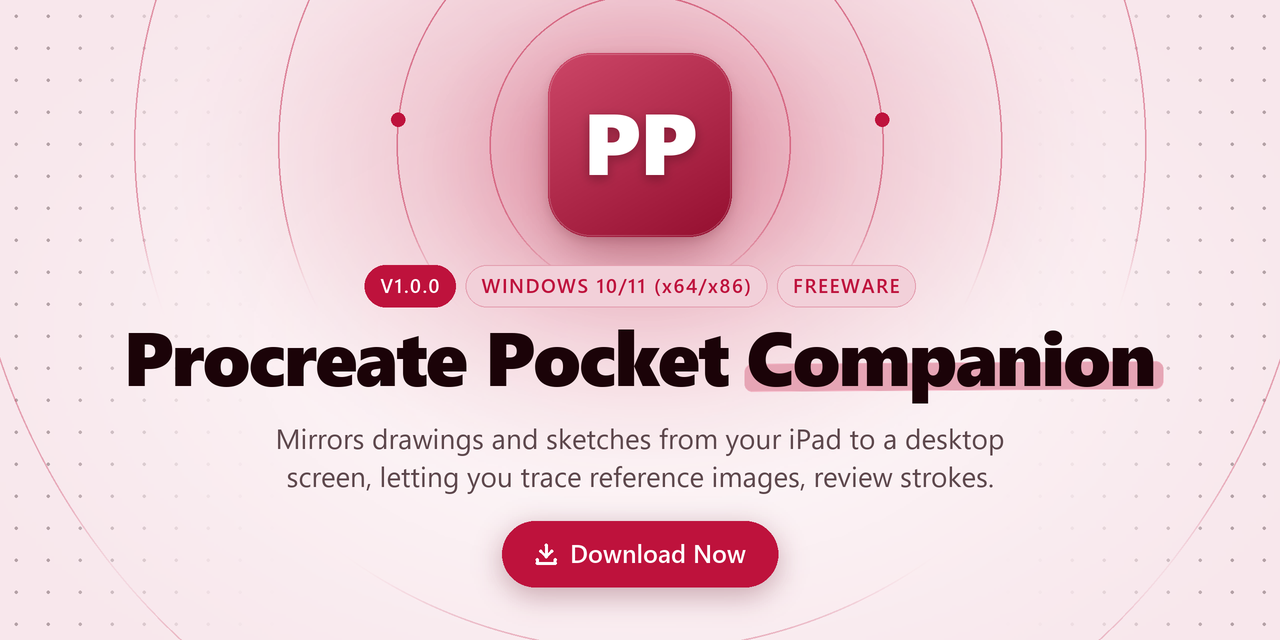 PP
V1.0.0 WINDOWS 10/11 (x64/x86) FREEWARE
Procreate Pocket Companion
Mirrors drawings and sketches from your iPad to a desktop
screen, letting you trace reference images, review strokes.
Download Now